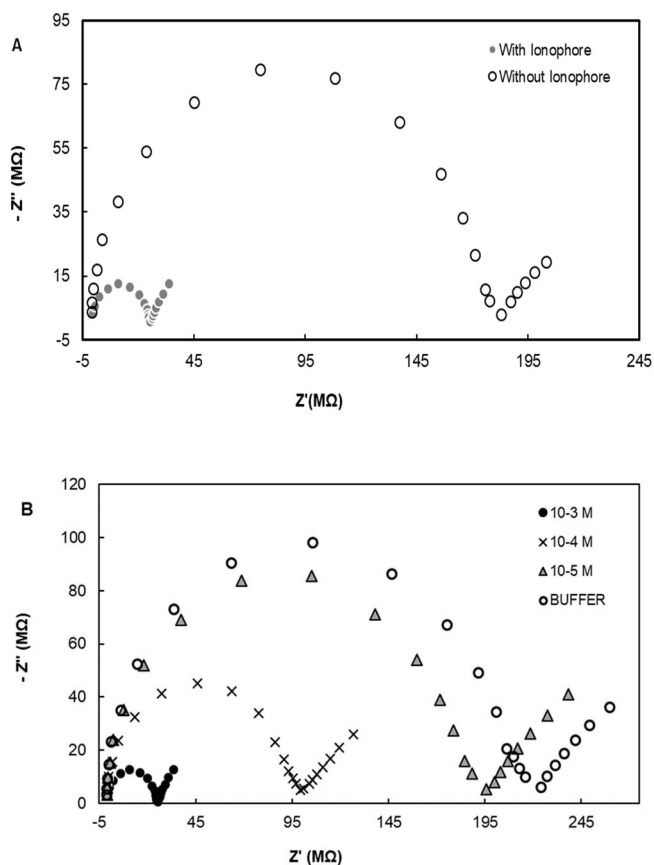 A
95
75
55
35
15
-5
- Z'' (MΩ)
With Ionophore
Without Ionophore
-5 45 95 145 195 245
Z'(MΩ)
B
120
100
80
60
40
20
0
- Z'' (MΩ)
10-3 M
10-4 M
10-5 M
BUFFER
-5 45 95 145 195 245
Z' (MΩ)